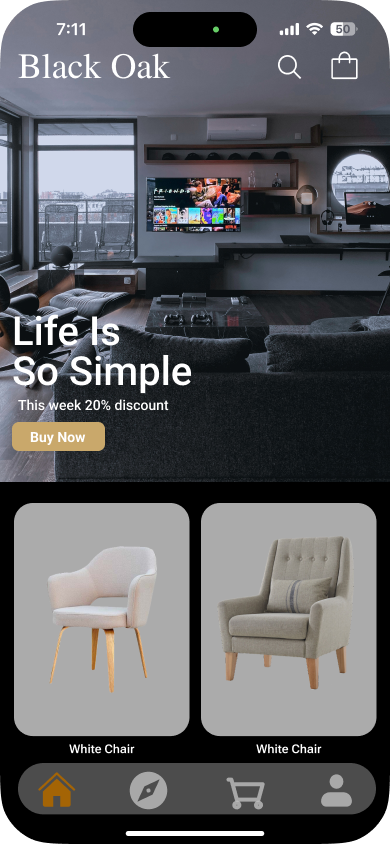 7:11
50
Black Oak
FRIENDS
Life Is
So Simple
This week 20% discount
Buy Now
White Chair
White Chair